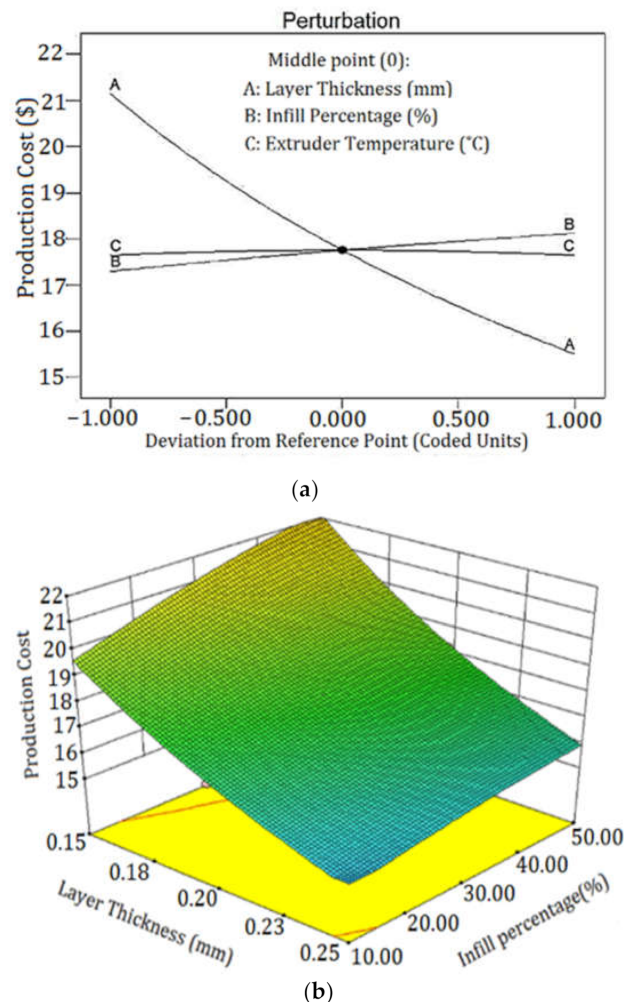 Perturbation
22
21
20
19
18
17
16
15
Production Cost ($)
Middle point (0):
A: Layer Thickness (mm)
B: Infill Percentage (%)
C: Extruder Temperature (°C)
A
C
B
B
C
A
−1.000 −0.500 0.000 0.500 1.000
Deviation from Reference Point (Coded Units)
(a)
22
21
20
19
18
17
16
15
Production Cost
0.15
0.18
0.20
0.23
0.25
Layer Thickness (mm)
10.00
20.00
30.00
40.00
50.00
Infill percentage(%)
(b)